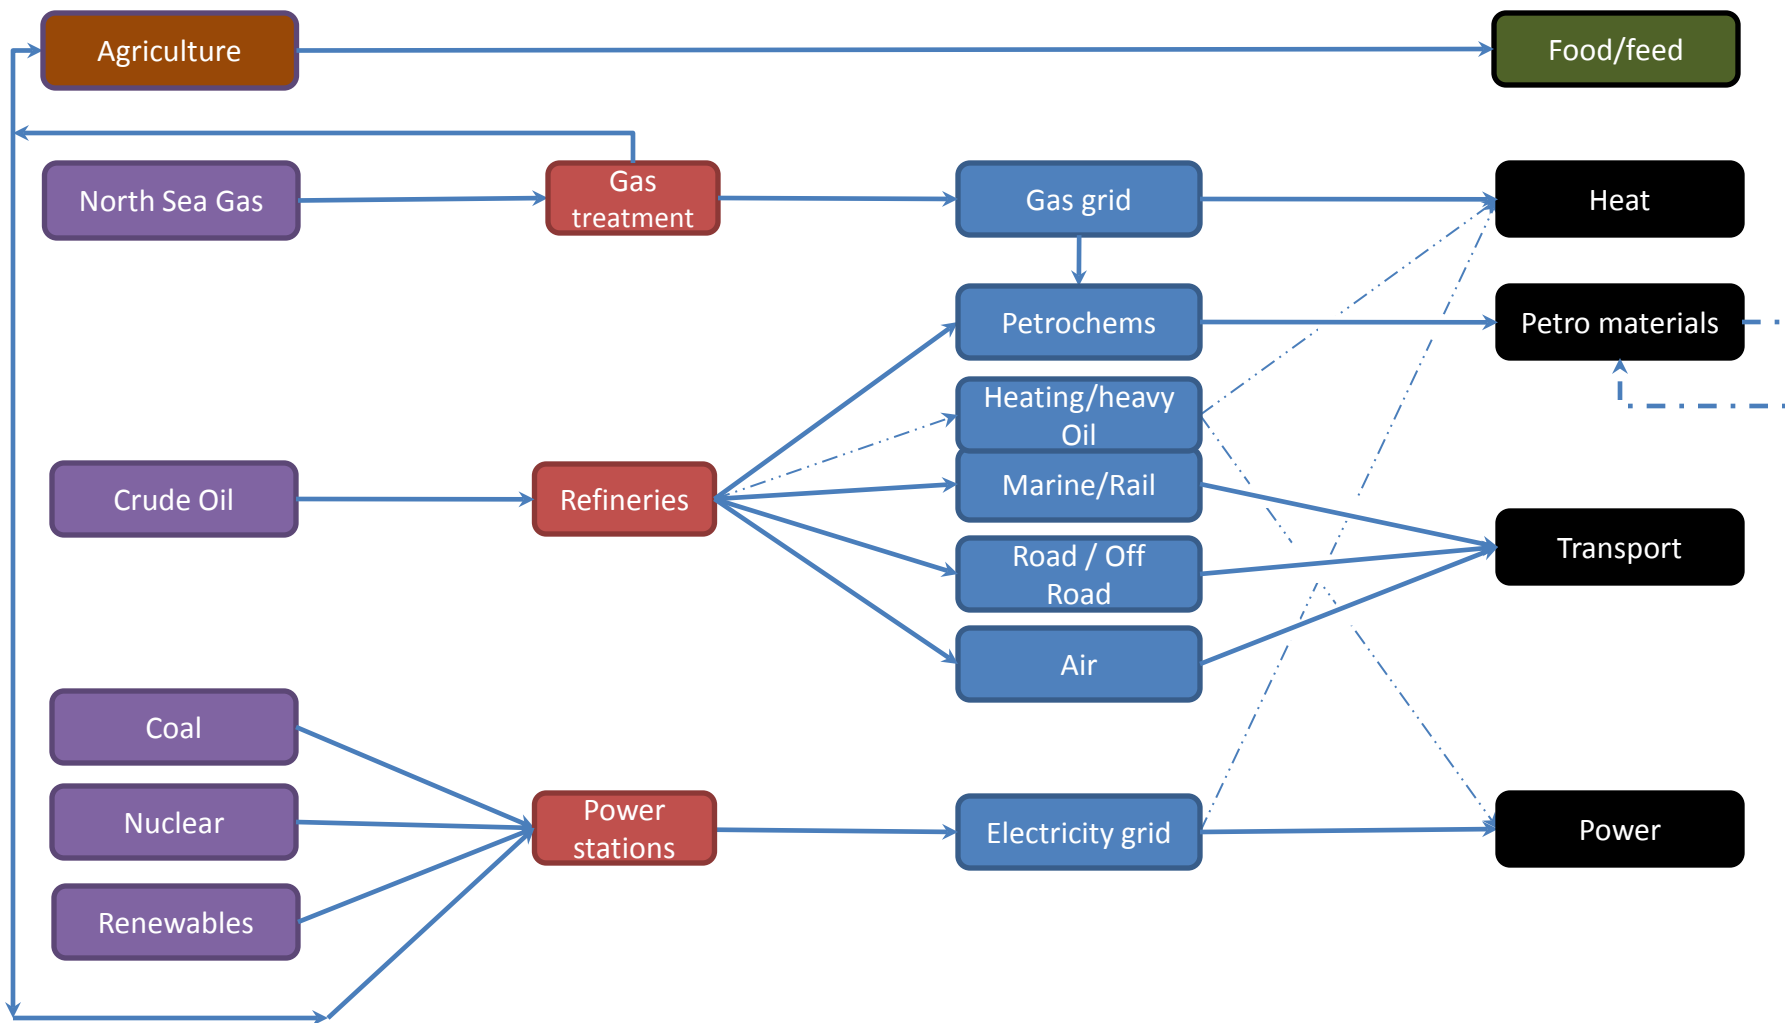 Agriculture
Food/feed
North Sea Gas
Gas
treatment
Gas grid
Heat
Petrochems
Petro materials
Heating/heavy
Oil
Crude Oil
Refineries
Marine/Rail
Road / Off
Road
Transport
Air
Coal
Nuclear
Power
stations
Electricity grid
Power
Renewables